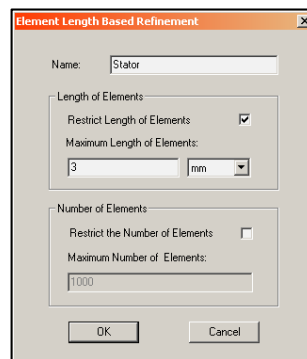 Element Length Based Refinement
Name: Stator
Length of Elements
Restrict Length of Elements
Maximum Length of Elements:
3 mm
Number of Elements
Restrict the Number of Elements
Maximum Number of Elements:
1000
OK Cancel